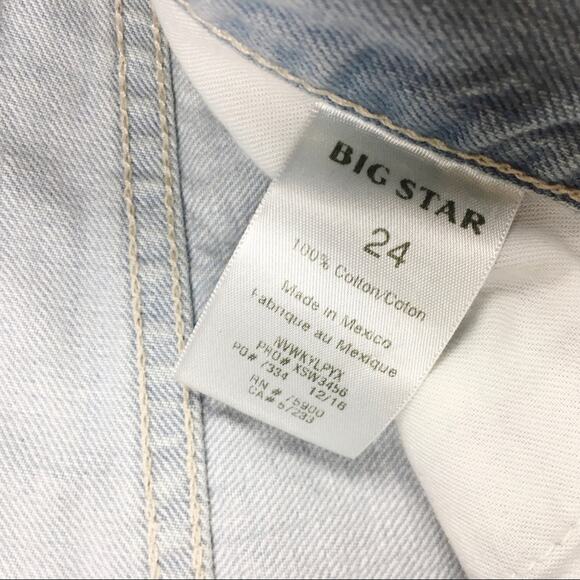 BIG STAR
24
100% Cotton/Coton
Made in Mexico
Fabrique au Mexique
NVWKYLPYX
PRO# XSW3456
PO# 7334 12/16
RN # 75900
CA# 57233